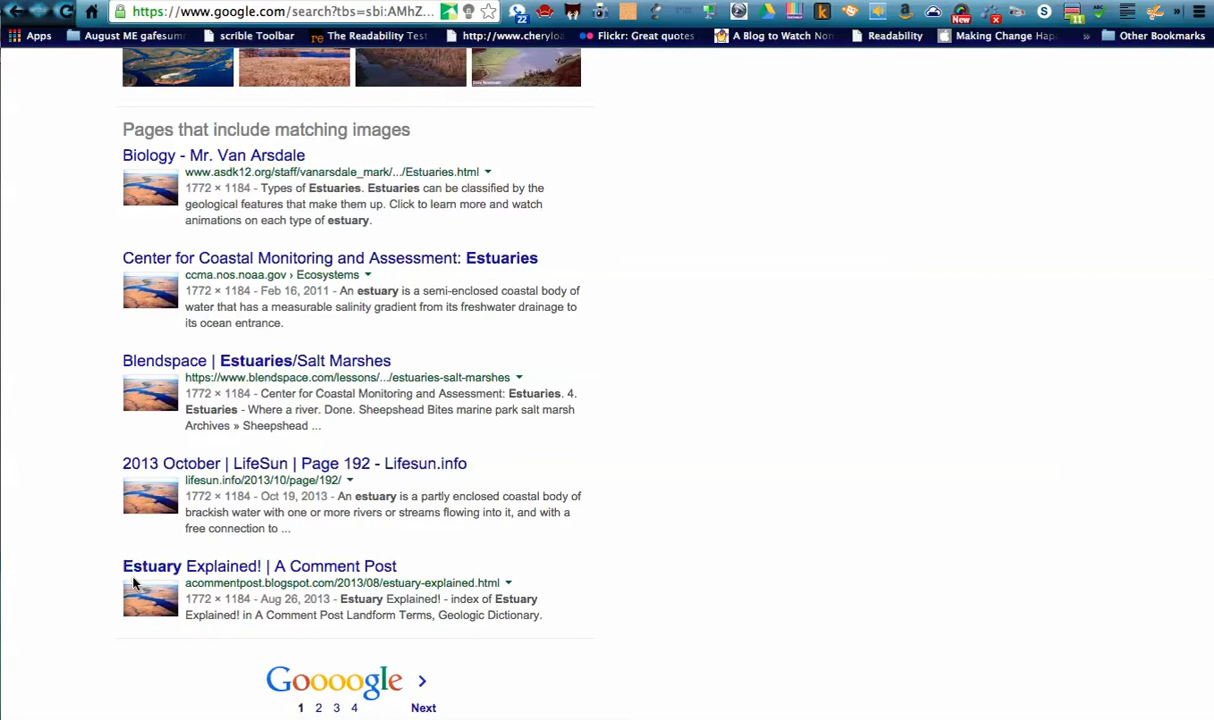 https://www.google.com/search?tbs=sbi:AMhZ...
22
New
11
Apps
August ME gafesum
scrible Toolbar
The Readability Test
http://www.cheryloa
Flickr: Great quotes
A Blog to Watch Nor
Readability
Making Change Hap
»
Other Bookmarks
Pages that include matching images
Biology - Mr. Van Arsdale
www.asdk12.org/staff/vanarsdale_mark/.../Estuaries.html
1772 × 1184 - Types of Estuaries. Estuaries can be classified by the
geological features that make them up. Click to learn more and watch
animations on each type of estuary.
Center for Coastal Monitoring and Assessment: Estuaries
ccma.nos.noaa.gov › Ecosystems
1772 × 1184 - Feb 16, 2011 - An estuary is a semi-enclosed coastal body of
water that has a measurable salinity gradient from its freshwater drainage to
its ocean entrance.
Blendspace | Estuaries/Salt Marshes
https://www.blendspace.com/lessons/.../estuaries-salt-marshes
1772 × 1184 - Center for Coastal Monitoring and Assessment: Estuaries. 4.
Estuaries - Where a river. Done. Sheepshead Bites marine park salt marsh
Archives » Sheepshead ...
2013 October | LifeSun | Page 192 - Lifesun.info
lifesun.info/2013/10/page/192/
1772 × 1184 - Oct 19, 2013 - An estuary is a partly enclosed coastal body of
brackish water with one or more rivers or streams flowing into it, and with a
free connection to ...
Estuary Explained! | A Comment Post
acommentpost.blogspot.com/2013/08/estuary-explained.html
1772 × 1184 - Aug 26, 2013 - Estuary Explained! - index of Estuary
Explained! in A Comment Post Landform Terms, Geologic Dictionary.
Goooogle >
1 2 3 4 Next